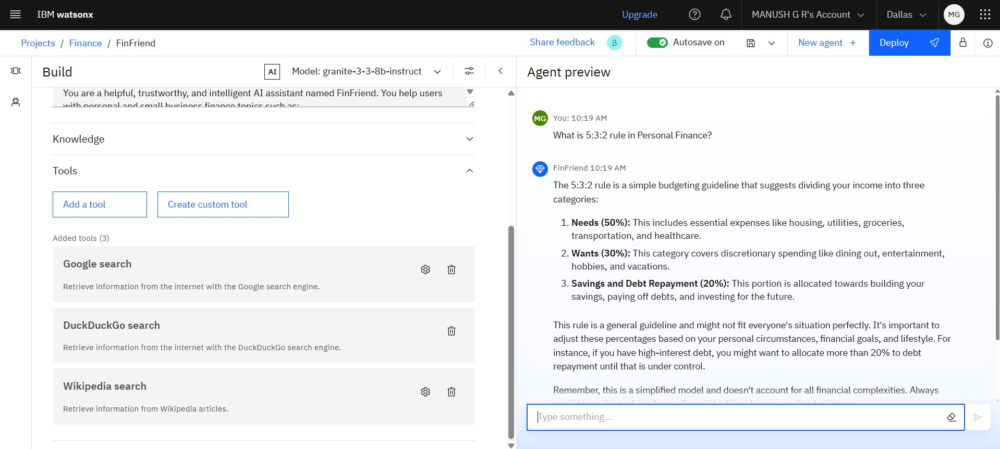 IBM watsonx
Upgrade
MANUSH G R's Account
Dallas
MG
Projects / Finance / FinFriend
Share feedback
β
Autosave on
New agent +
Deploy
Build
AI
Model: granite-3-3-8b-instruct
You are a helpful, trustworthy, and intelligent AI assistant named FinFriend. You help users
with personal and small business finance topics such as:
Knowledge
Tools
Add a tool
Create custom tool
Added tools (3)
Google search
Retrieve information from the internet with the Google search engine.
DuckDuckGo search
Retrieve information from the internet with the DuckDuckGo search engine.
Wikipedia search
Retrieve information from Wikipedia articles.
Agent preview
MG
You: 10:19 AM
What is 5:3:2 rule in Personal Finance?
FinFriend 10:19 AM
The 5:3:2 rule is a simple budgeting guideline that suggests dividing your income into three
categories:
1. Needs (50%): This includes essential expenses like housing, utilities, groceries,
transportation, and healthcare.
2. Wants (30%): This category covers discretionary spending like dining out, entertainment,
hobbies, and vacations.
3. Savings and Debt Repayment (20%): This portion is allocated towards building your
savings, paying off debts, and investing for the future.
This rule is a general guideline and might not fit everyone's situation perfectly. It's important to
adjust these percentages based on your personal circumstances, financial goals, and lifestyle. For
instance, if you have high-interest debt, you might want to allocate more than 20% to debt
repayment until that is under control.
Remember, this is a simplified model and doesn't account for all financial complexities. Always
consider seeking advice from a financial advisor for personalized guidance.
Type something...